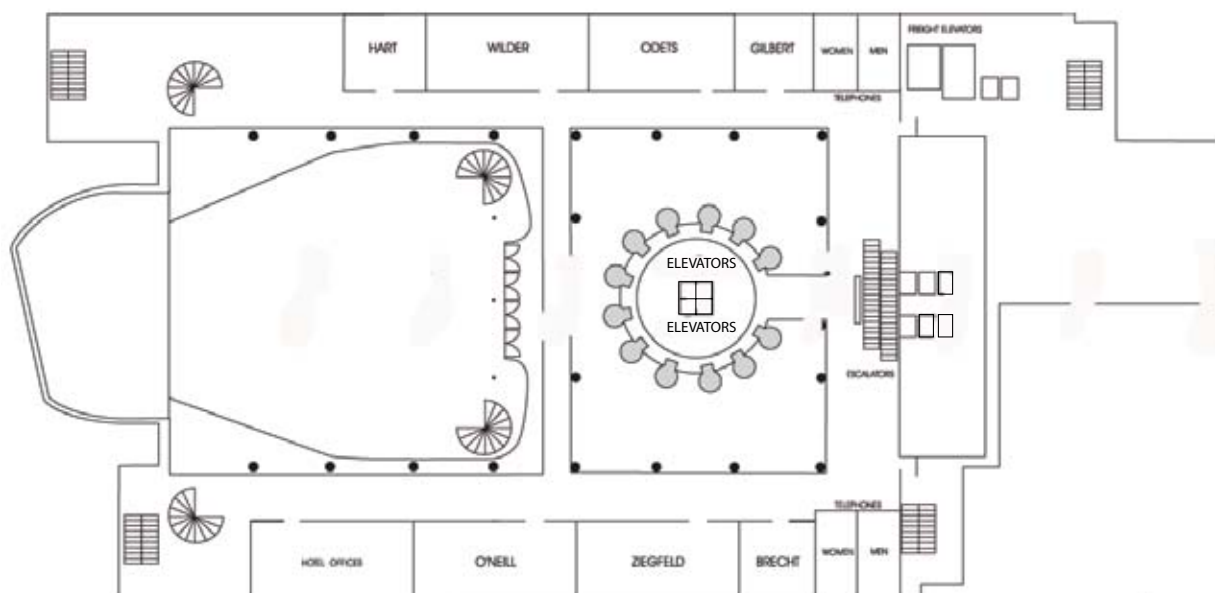 FREIGHT ELEVATORS
HART
WILDER
ODETS
GILBERT
WOMEN
MEN
TELEPHONES
ELEVATORS
ELEVATORS
ESCALATORS
TELEPHONES
HOTEL OFFICES
O'NEILL
ZIEGFELD
BRECHT
WOMEN
MEN